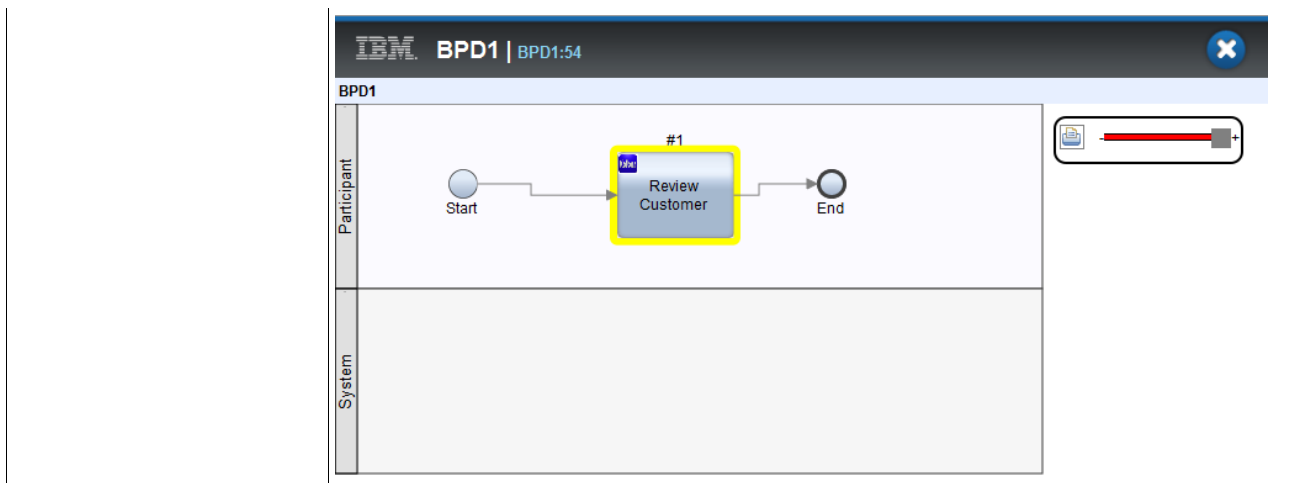 IBM. BPD1 | BPD1:54
BPD1
Participant
#1
Review
Customer
Start
End
- +
System